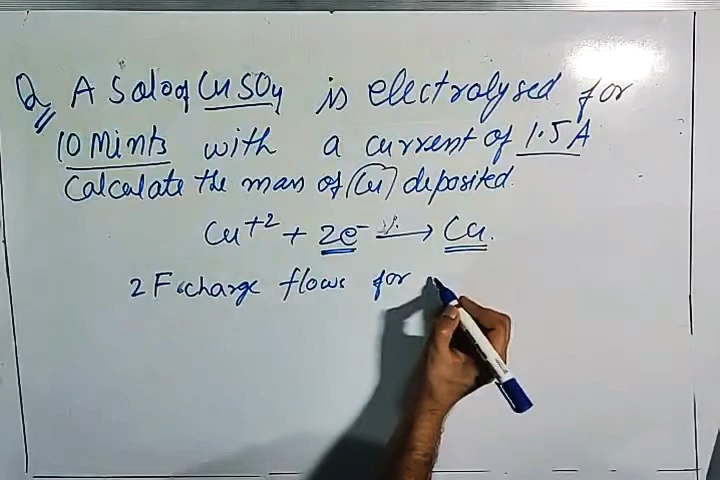 Q A Solⁿ of CuSO4 is electrolysed for
10 Mints with a current of 1.5A
Calculate the mass of (Cu) deposited.
Cu+2 + 2e- → Cu.
2F charge flows for